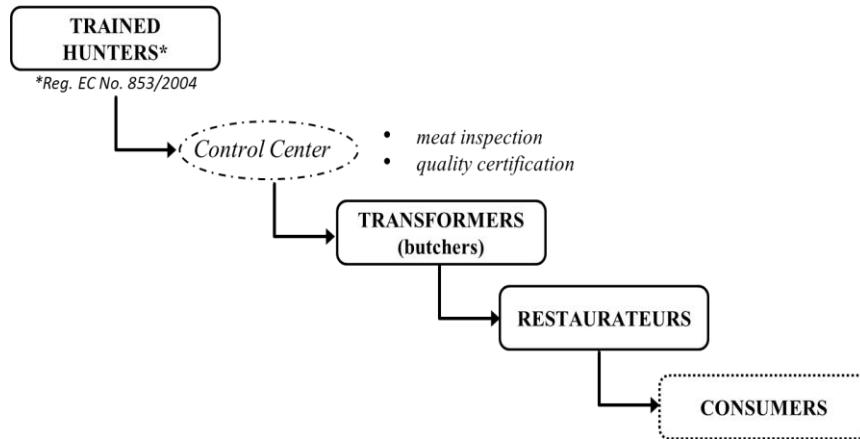 TRAINED
HUNTERS*
*Reg. EC No. 853/2004
Control Center
• meat inspection
• quality certification
TRANSFORMERS
(butchers)
RESTAURATEURS
CONSUMERS